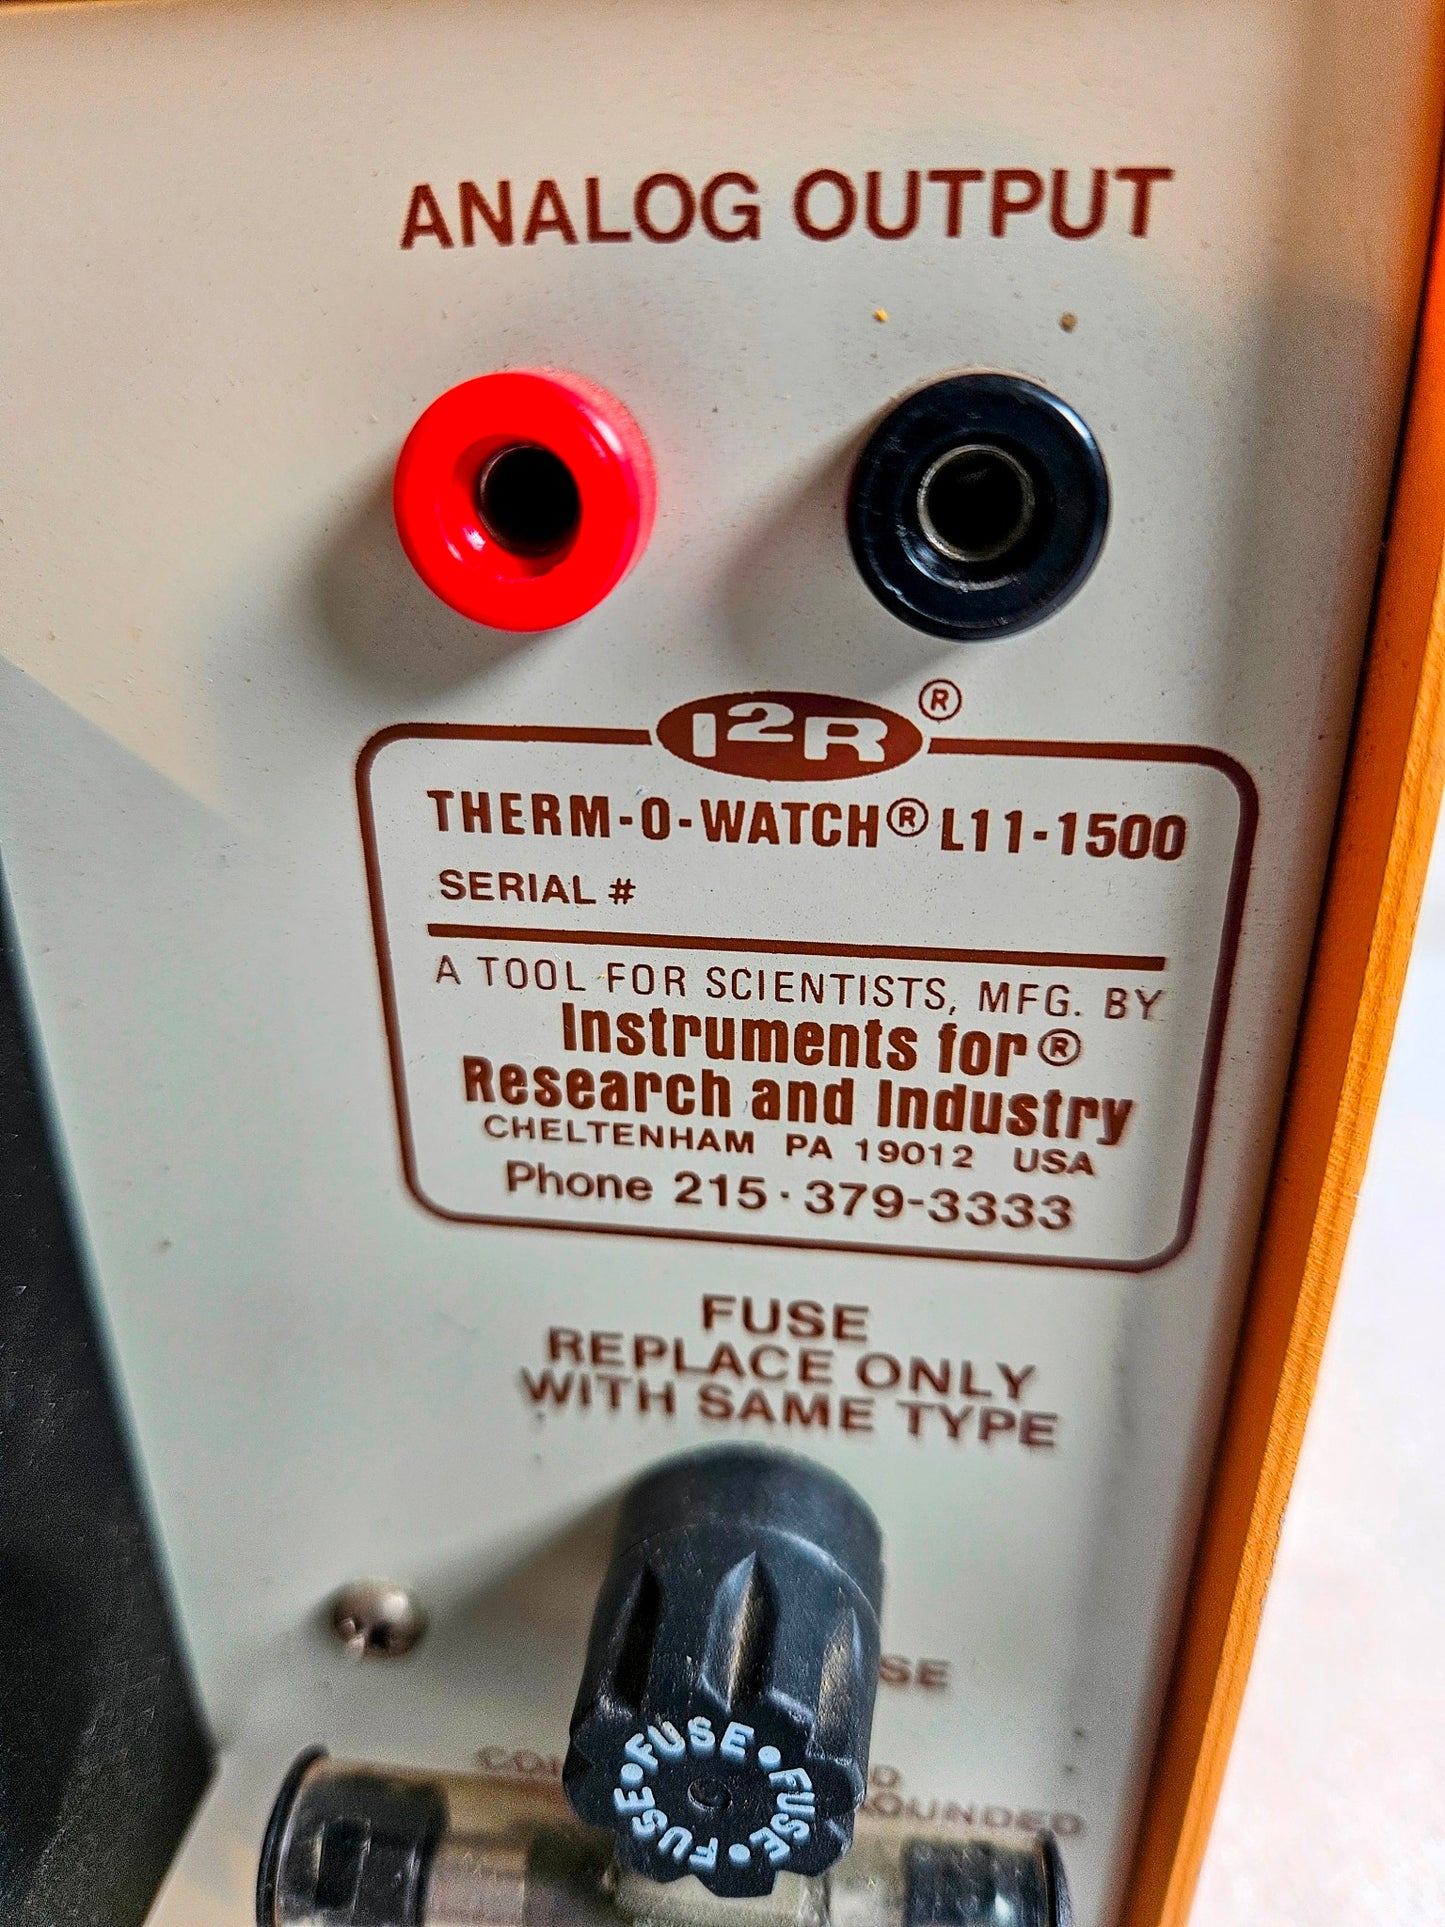 ANALOG OUTPUT
I²R®
THERM-O-WATCH® L11-1500
SERIAL #
A TOOL FOR SCIENTISTS, MFG. BY
Instruments for®
Research and Industry
CHELTENHAM PA 19012 USA
Phone 215·379-3333
FUSE
REPLACE ONLY
WITH SAME TYPE
FUSE•FUSE•FUSE•FUSE•